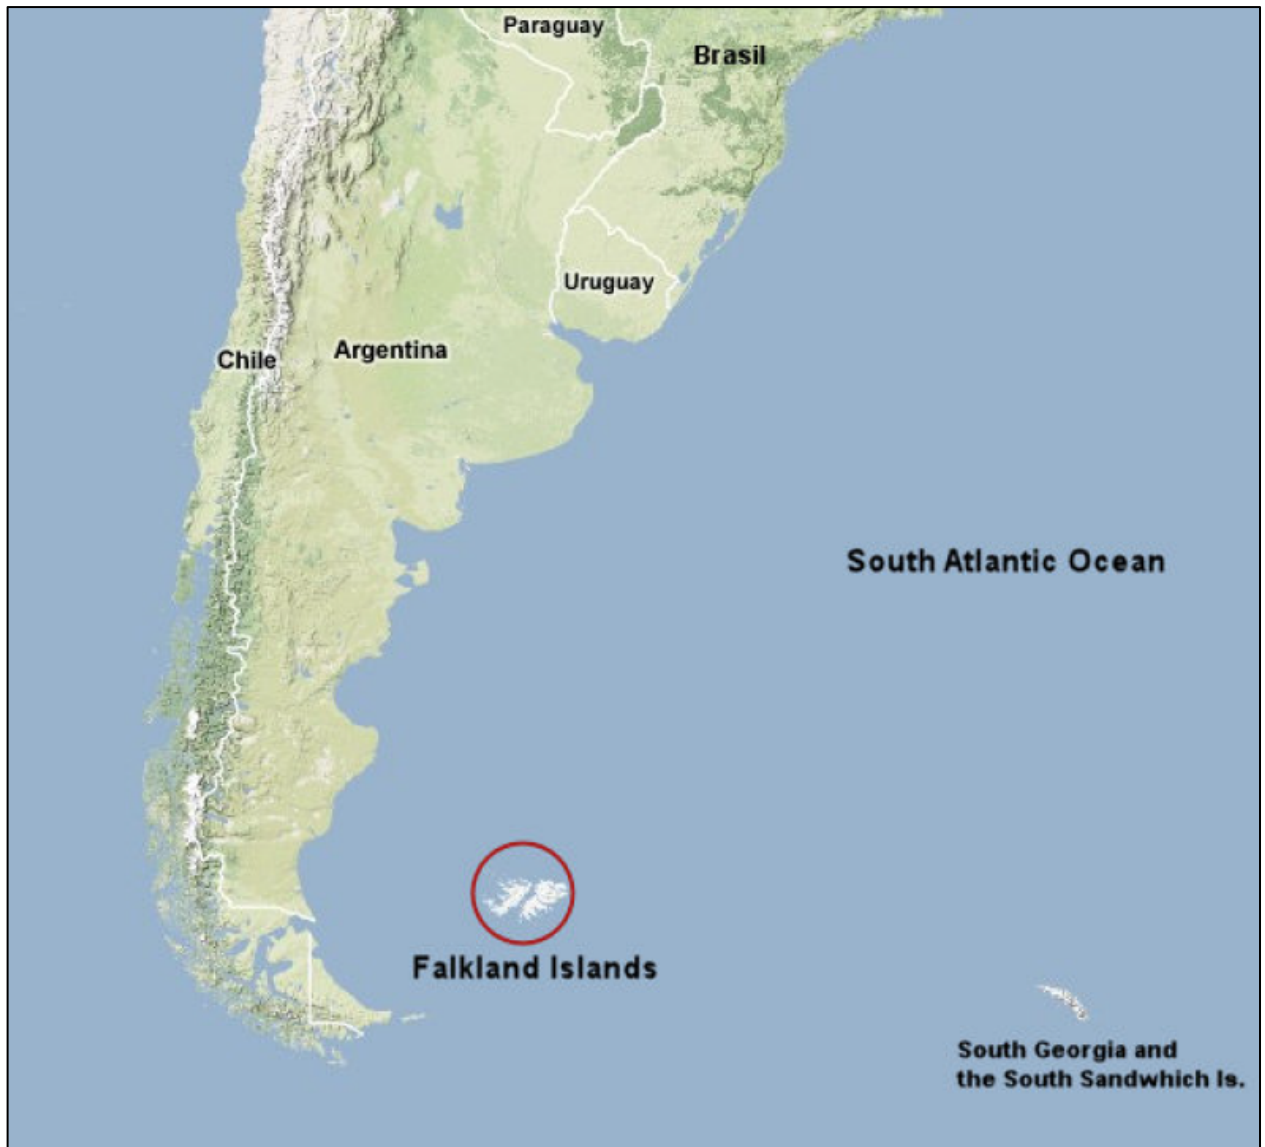 Paraguay
Brasil
Uruguay
Argentina
Chile
South Atlantic Ocean
Falkland Islands
South Georgia and
the South Sandwhich Is.